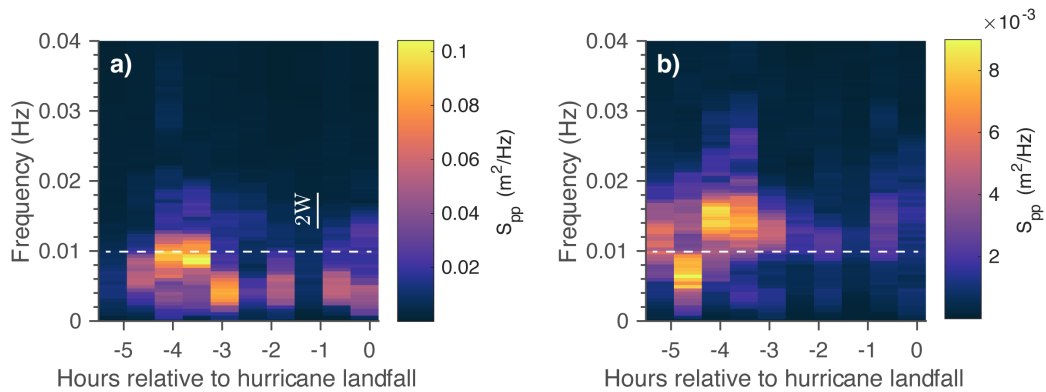 ×10⁻³
0.04 a) 0.1 0.04 b) 8
0.03 0.08 0.03
Frequency (Hz) 0.02 2W 0.06 S_pp (m²/Hz) Frequency (Hz) 0.02 6 S_pp (m²/Hz)
0.04 4
0.01 0.02 0.01 2
0 0
-5 -4 -3 -2 -1 0 -5 -4 -3 -2 -1 0
Hours relative to hurricane landfall Hours relative to hurricane landfall